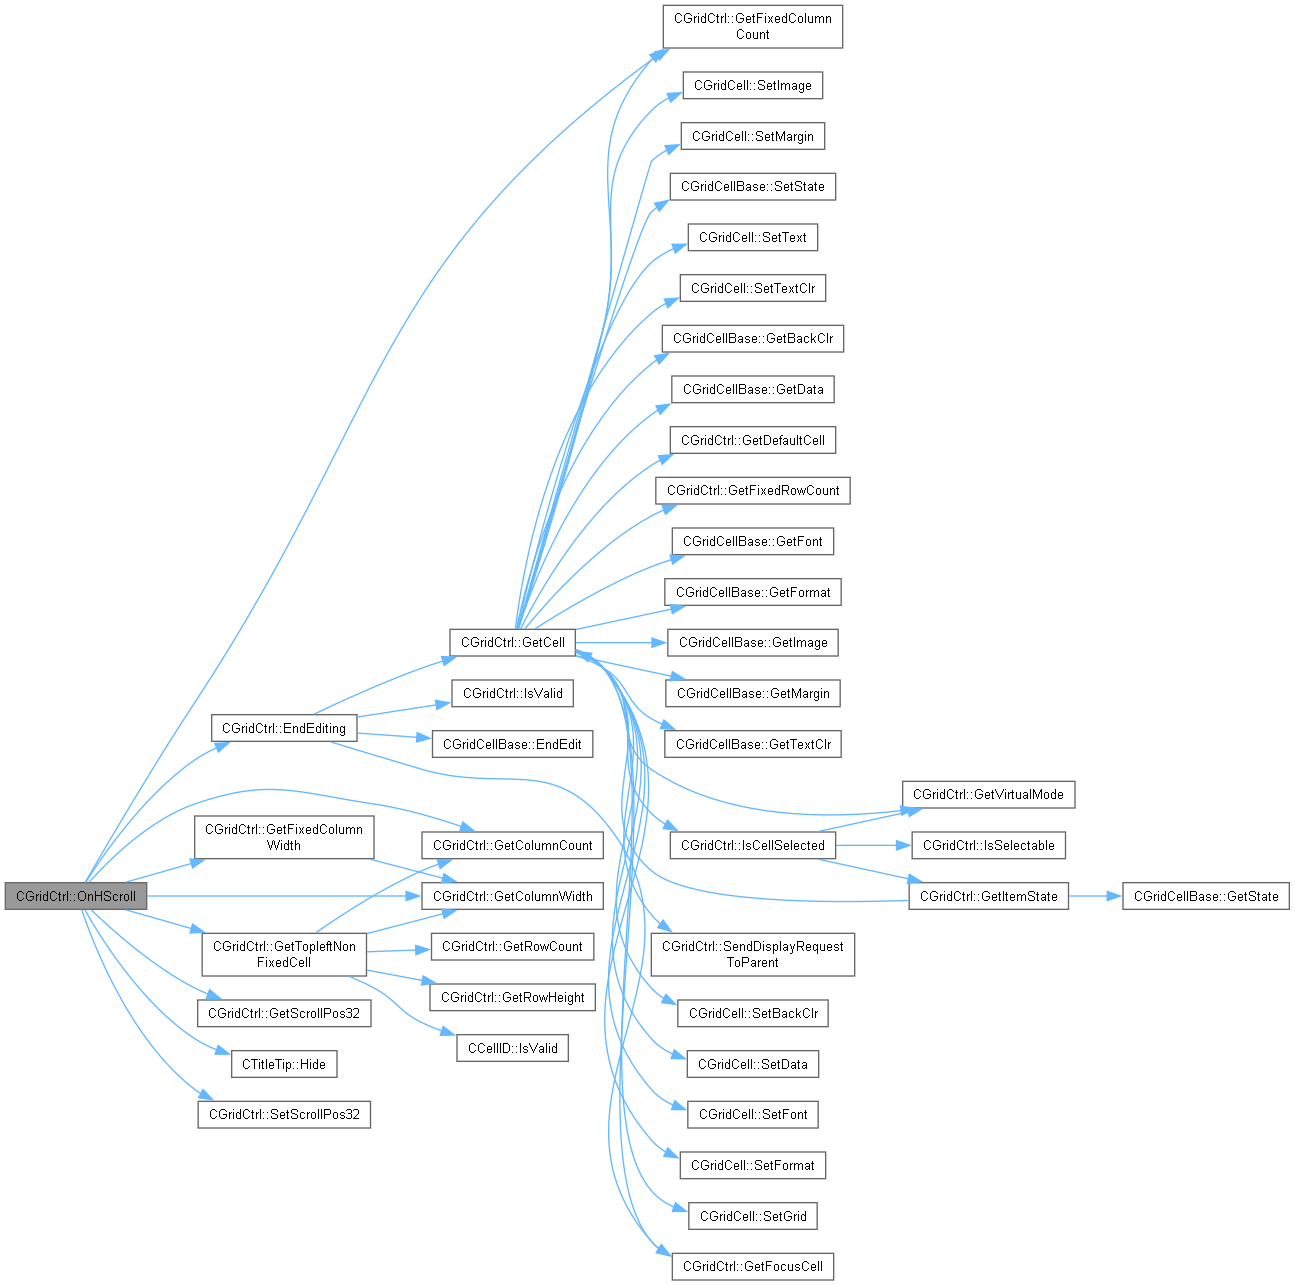 CGridCtrl::OnHScroll
CGridCtrl::EndEditing
CGridCtrl::GetFixedColumn
Width
CGridCtrl::GetTopleftNon
FixedCell
CGridCtrl::GetScrollPos32
CTitleTip::Hide
CGridCtrl::SetScrollPos32
CGridCtrl::GetCell
CGridCtrl::IsValid
CGridCellBase::EndEdit
CGridCtrl::GetColumnCount
CGridCtrl::GetColumnWidth
CGridCtrl::GetRowCount
CGridCtrl::GetRowHeight
CCellID::IsValid
CGridCtrl::GetFixedColumn
Count
CGridCell::SetImage
CGridCell::SetMargin
CGridCellBase::SetState
CGridCell::SetText
CGridCell::SetTextClr
CGridCellBase::GetBackClr
CGridCellBase::GetData
CGridCtrl::GetDefaultCell
CGridCtrl::GetFixedRowCount
CGridCellBase::GetFont
CGridCellBase::GetFormat
CGridCellBase::GetImage
CGridCellBase::GetMargin
CGridCellBase::GetTextClr
CGridCtrl::IsCellSelected
CGridCtrl::SendDisplayRequest
ToParent
CGridCell::SetBackClr
CGridCell::SetData
CGridCell::SetFont
CGridCell::SetFormat
CGridCell::SetGrid
CGridCtrl::GetFocusCell
CGridCtrl::GetVirtualMode
CGridCtrl::IsSelectable
CGridCtrl::GetItemState
CGridCellBase::GetState